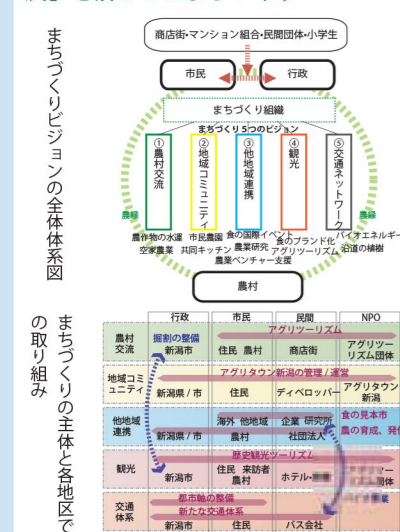 まちづくりビジョンの全体体系図
商店街・マンション組合・民間団体・小学生
市民
行政
まちづくり組織
まちづくり5つのビジョン
①農村交流
②地域コミュニティ
③他地域連携
④観光
⑤交通ネットワーク
農緑
農緑
農作物の水運
空家農業
市民農園
共同キッチン
食の国際イベント
農業研究
農業ベンチャー支援
食のブランド化
アグリツーリズム
バイオエネルギー
沿道の植樹
農村
まちづくりの主体と各地区で
の取り組み
行政 市民 民間 NPO
農村
交流
掘割の整備
新潟市
アグリツーリズム
住民 農村
商店街
アグリツー
リズム団体
地域コミ
ュニティ
アグリタウン新潟の管理/運営
新潟県/市
住民
ディベロッパー
アグリタウン
新潟
他地域
連携
新潟県/市
海外 他地域
農村
企業 研究所
社団法人
食の見本市
農の育成、発信
観光
歴史観光ツーリズム
新潟市
住民 来訪者
農村
ホテル・
交通
体系
都市軸の整備
新たな交通体系
新潟市
住民
バス会社